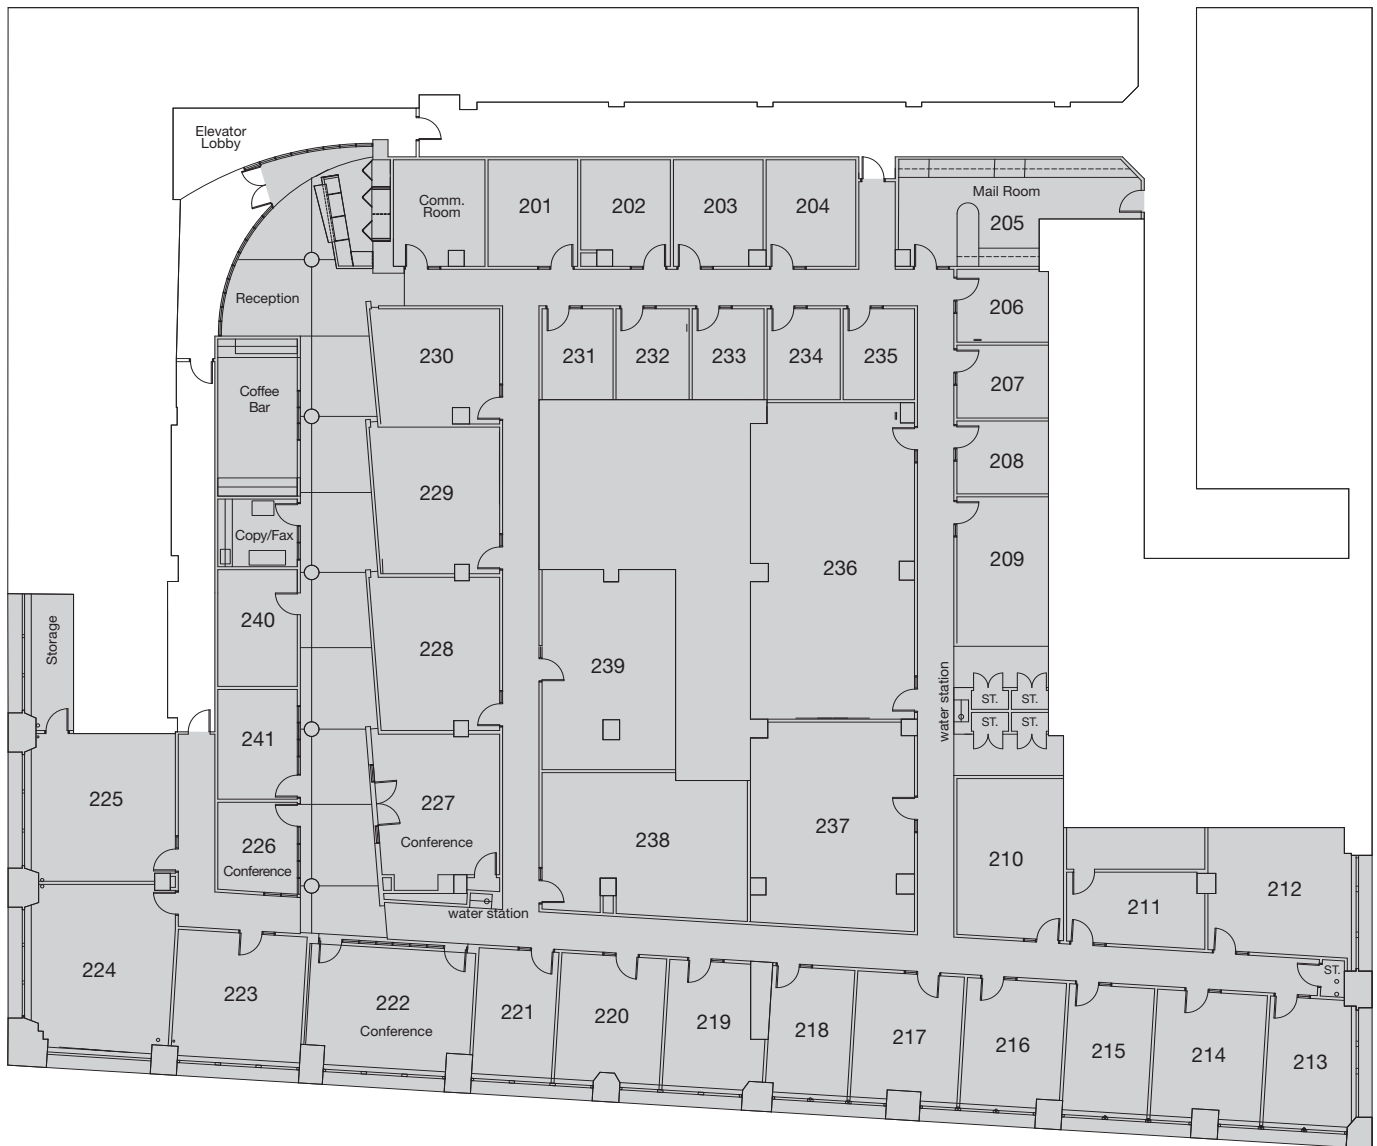 Elevator
Lobby
Comm.
Room
201
202
203
204
Mail Room
205
Reception
206
230
231
232
233
234
235
207
Coffee
Bar
208
229
Copy/Fax
236
209
240
Storage
228
239
water station
ST.
ST.
ST.
ST.
241
225
227
Conference
226
Conference
238
237
210
212
211
water station
224
223
222
Conference
221
220
219
218
217
216
215
214
213
ST.